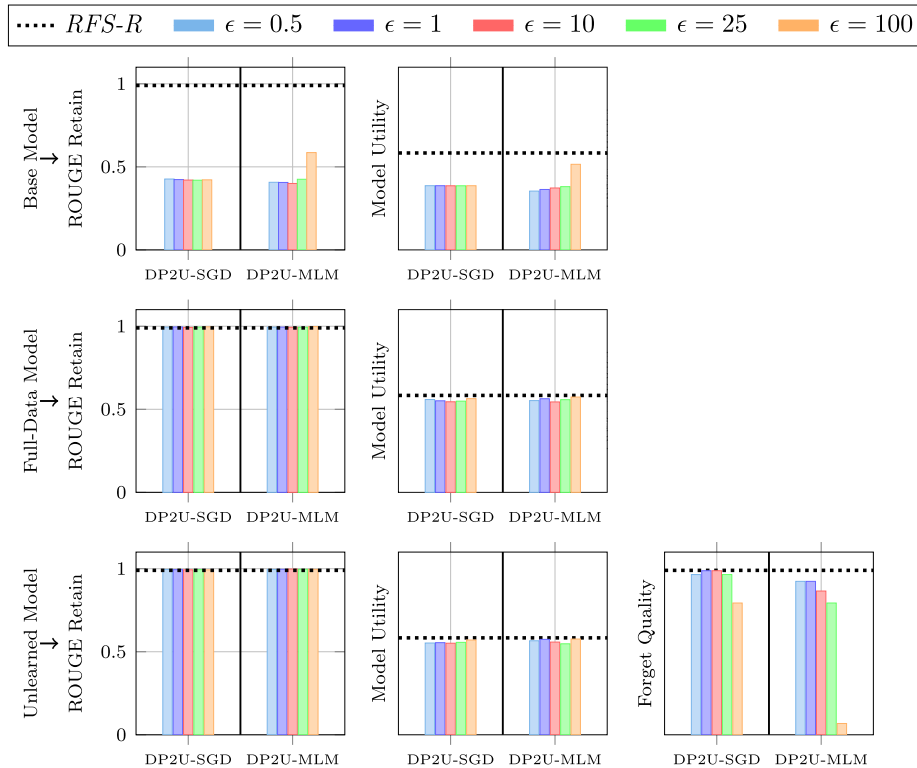 RFS-R ϵ = 0.5 ϵ = 1 ϵ = 10 ϵ = 25 ϵ = 100
Base Model
→
ROUGE Retain
1
0.5
0
DP2U-SGD DP2U-MLM
Model Utility
DP2U-SGD DP2U-MLM
Full-Data Model
→
ROUGE Retain
1
0.5
0
DP2U-SGD DP2U-MLM
Model Utility
DP2U-SGD DP2U-MLM
Unlearned Model
→
ROUGE Retain
1
0.5
0
DP2U-SGD DP2U-MLM
Model Utility
DP2U-SGD DP2U-MLM
Forget Quality
DP2U-SGD DP2U-MLM